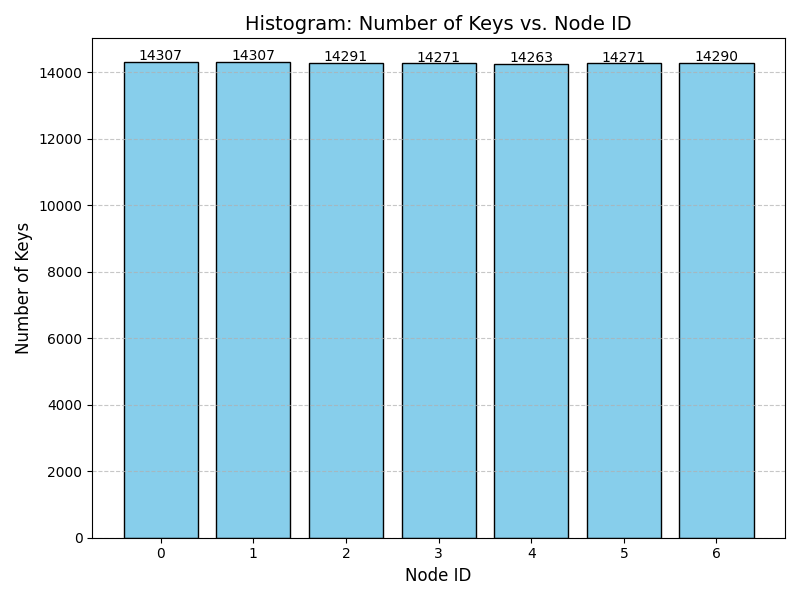 Histogram: Number of Keys vs. Node ID
14307 14307 14291 14271 14263 14271 14290
14000
12000
10000
8000
6000
4000
2000
0
Number of Keys
0 1 2 3 4 5 6
Node ID